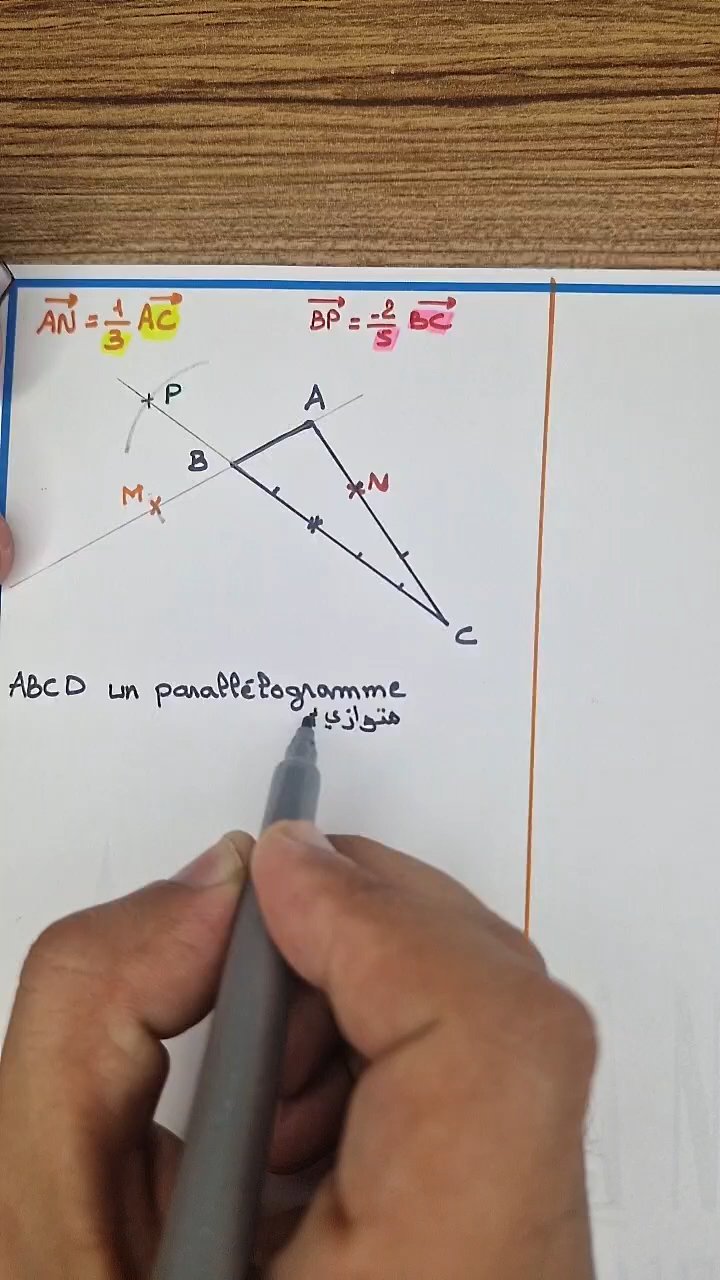 AN = 1/3 AC
BP = -2/5 BC
P
A
B
M
N
C
ABCD un parallélogramme
متوازي